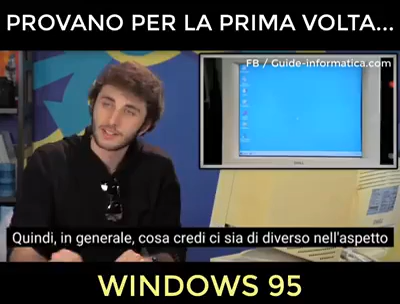 PROVANO PER LA PRIMA VOLTA...
FB / Guide-informatica.com
DELL
Quindi, in generale, cosa credi ci sia di diverso nell'aspetto
WINDOWS 95